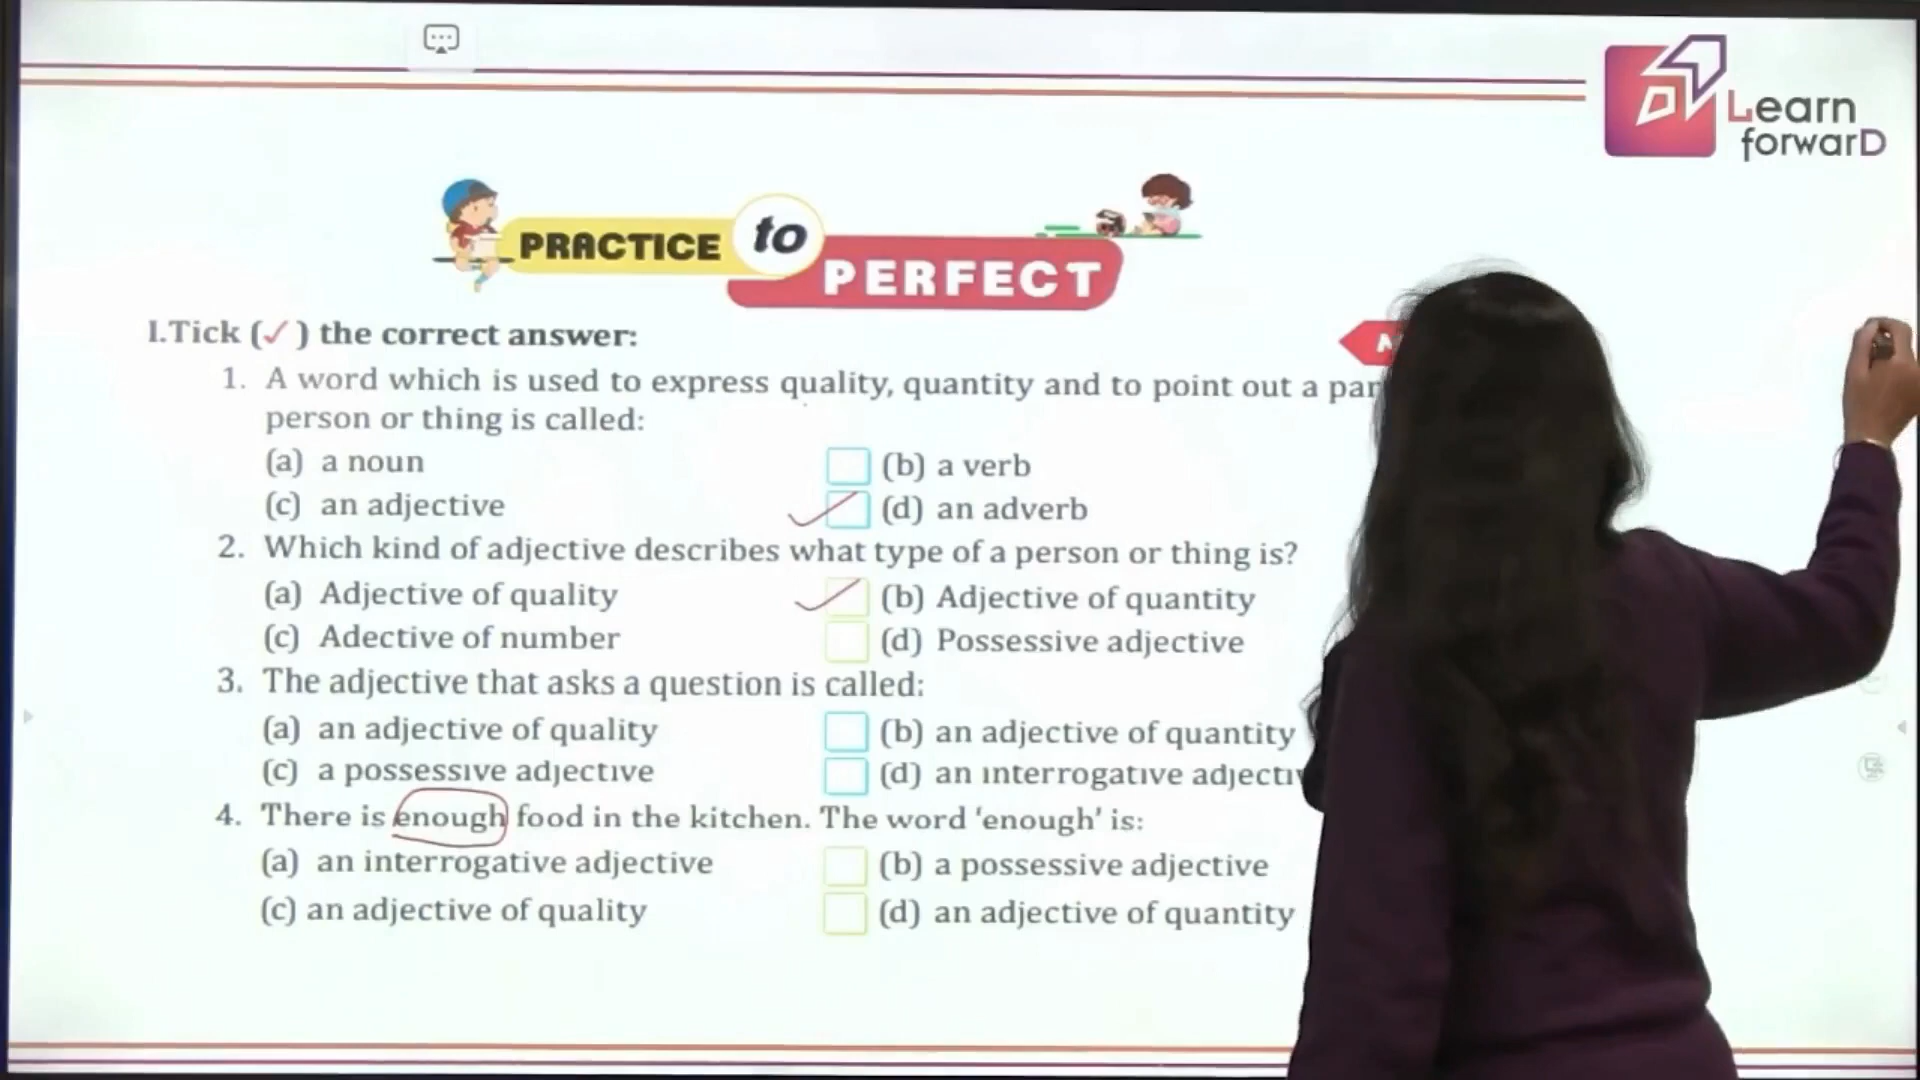 Learn
forwarD
PRACTICE to
PERFECT
I.Tick (✓) the correct answer:
1. A word which is used to express quality, quantity and to point out a
person or thing is called:
(a) a noun (b) a verb
(c) an adjective (d) an adverb
2. Which kind of adjective describes what type of a person or thing is?
(a) Adjective of quality (b) Adjective of quantity
(c) Adective of number (d) Possessive adjective
3. The adjective that asks a question is called:
(a) an adjective of quality (b) an adjective of quantity
(c) a possessive adjective (d) an interrogative
4. There is enough food in the kitchen. The word 'enough' is:
(a) an interrogative adjective (b) a possessive adjective
(c) an adjective of quality (d) an adjective of quantity